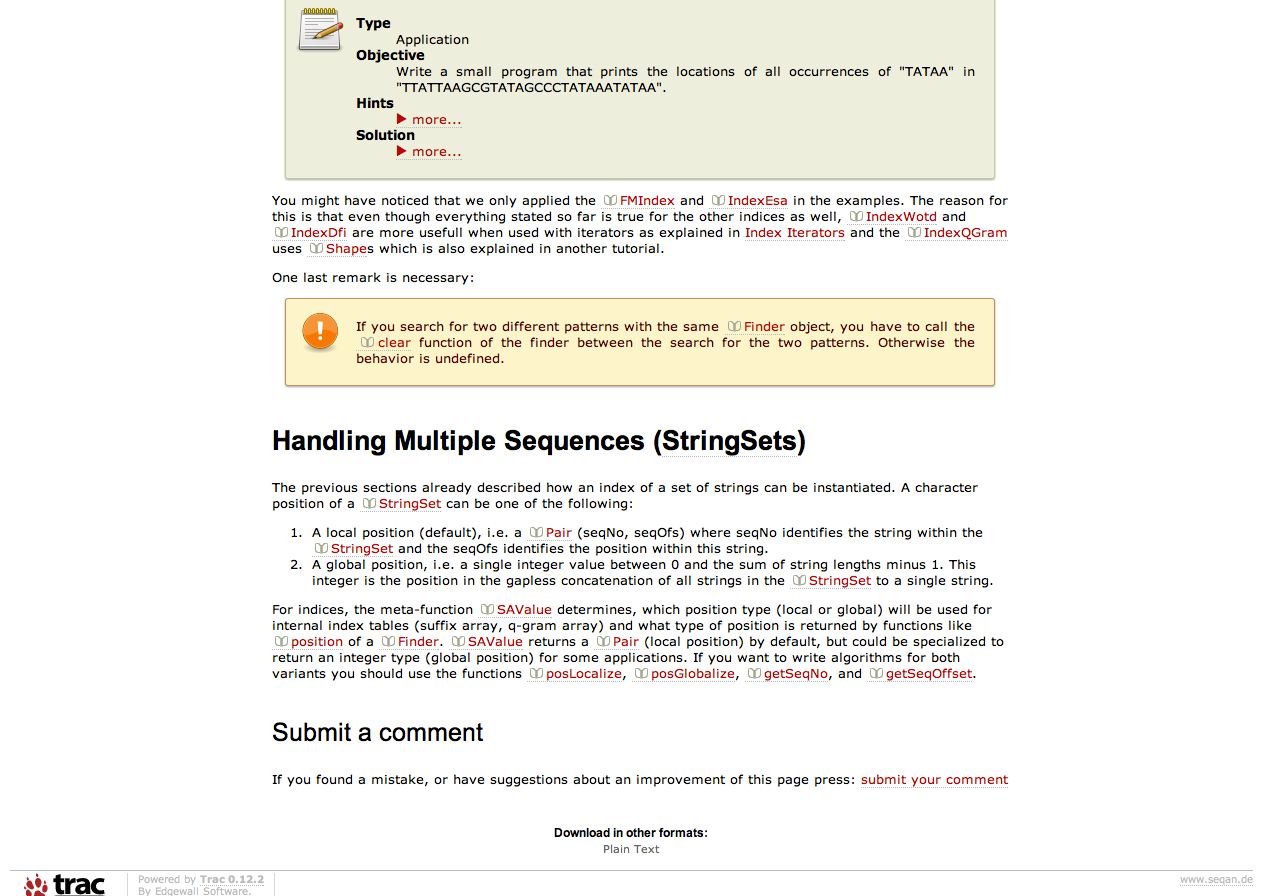 Type
Application
Objective
Write a small program that prints the locations of all occurrences of "TATAA" in
"TTATTAAGCGTATAGCCCTATAAATATAA".
Hints
▶ more...
Solution
▶ more...
You might have noticed that we only applied the FMIndex and IndexEsa in the examples. The reason for
this is that even though everything stated so far is true for the other indices as well, IndexWotd and
IndexDfi are more usefull when used with iterators as explained in Index Iterators and the IndexQGram
uses Shapes which is also explained in another tutorial.
One last remark is necessary:
If you search for two different patterns with the same Finder object, you have to call the
clear function of the finder between the search for the two patterns. Otherwise the
behavior is undefined.
Handling Multiple Sequences (StringSets)
The previous sections already described how an index of a set of strings can be instantiated. A character
position of a StringSet can be one of the following:
1. A local position (default), i.e. a Pair (seqNo, seqOfs) where seqNo identifies the string within the
StringSet and the seqOfs identifies the position within this string.
2. A global position, i.e. a single integer value between 0 and the sum of string lengths minus 1. This
integer is the position in the gapless concatenation of all strings in the StringSet to a single string.
For indices, the meta-function SAValue determines, which position type (local or global) will be used for
internal index tables (suffix array, q-gram array) and what type of position is returned by functions like
position of a Finder. SAValue returns a Pair (local position) by default, but could be specialized to
return an integer type (global position) for some applications. If you want to write algorithms for both
variants you should use the functions posLocalize, posGlobalize, getSeqNo, and getSeqOffset.
Submit a comment
If you found a mistake, or have suggestions about an improvement of this page press: submit your comment
Download in other formats:
Plain Text
trac
Powered by Trac 0.12.2
By Edgewall Software.
www.seqan.de